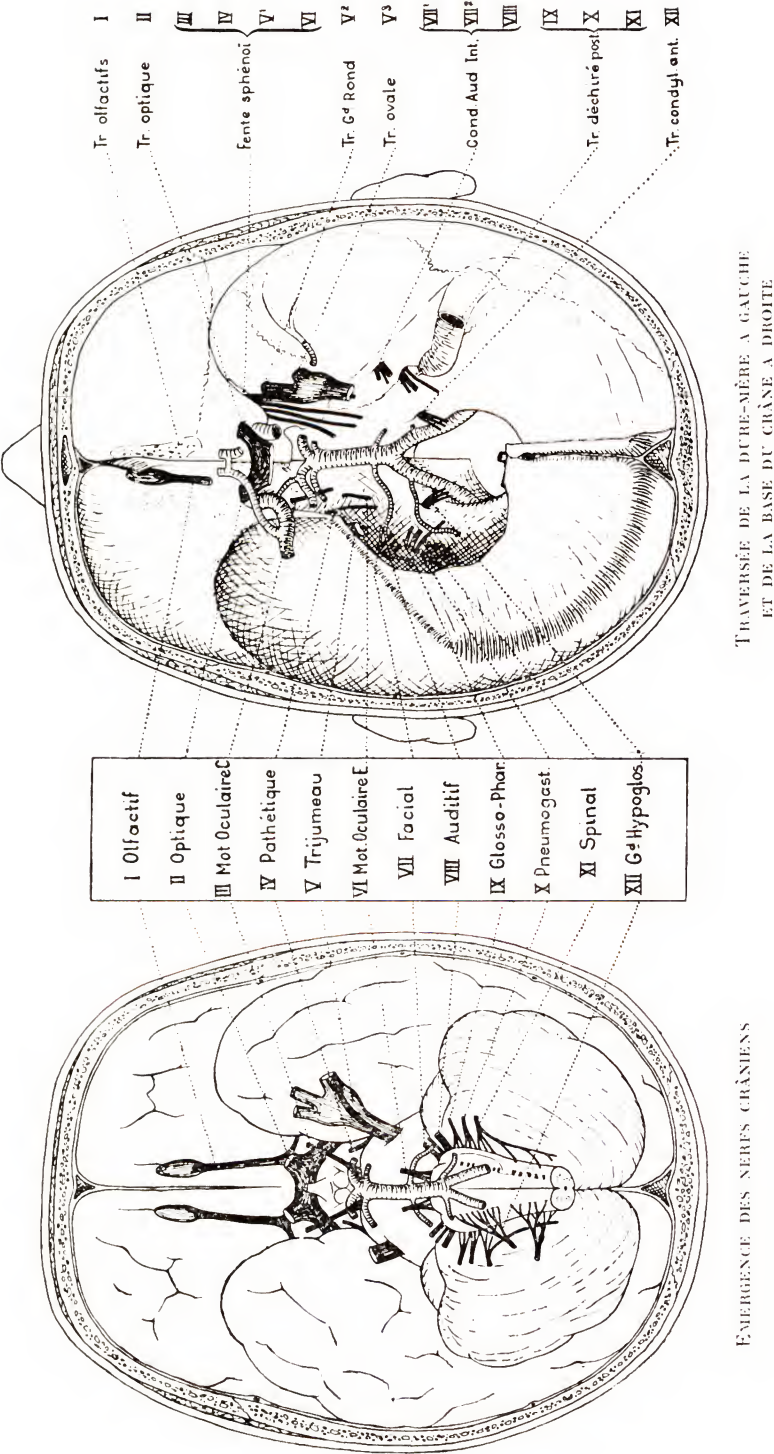 I Olfactif
II Optique
III Mot Oculaire C
IV Pathétique
V Trijumeau
VI Mot. Oculaire E.
VII Facial
VIII Auditif
IX Glosso-Phar.
X Pneumogast.
XI Spinal
XII Gd Hypoglos.
Tr olfactifs I
Tr. optique II
Fente sphénoï III IV V¹ VI
Tr. Gd Rond V²
Tr. ovale V³
Cond Aud Int. VII¹ VII² VIII
Tr. déchiré post. IX X XI
Tr. condyl. ant. XII
ÉMERGENCE DES NERFS CRÂNIENS
TRAVERSÉE DE LA DURE-MÈRE A GAUCHE
ET DE LA BASE DU CRÂNE A DROITE